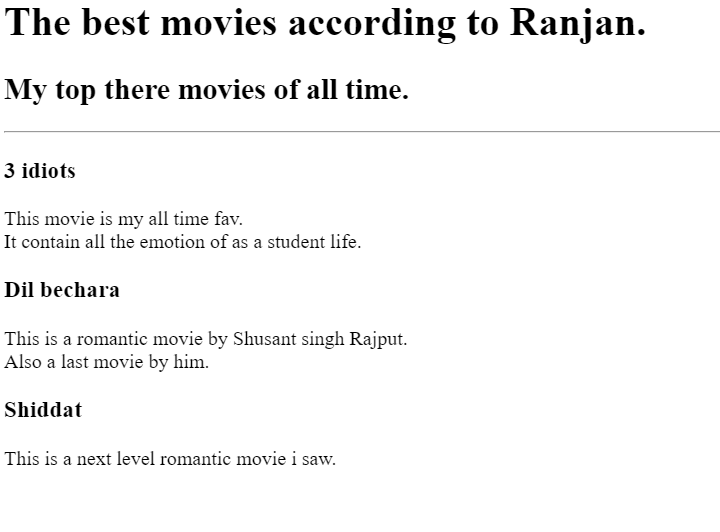 The best movies according to Ranjan.
My top there movies of all time.
3 idiots
This movie is my all time fav.
It contain all the emotion of as a student life.
Dil bechara
This is a romantic movie by Shusant singh Rajput.
Also a last movie by him.
Shiddat
This is a next level romantic movie i saw.